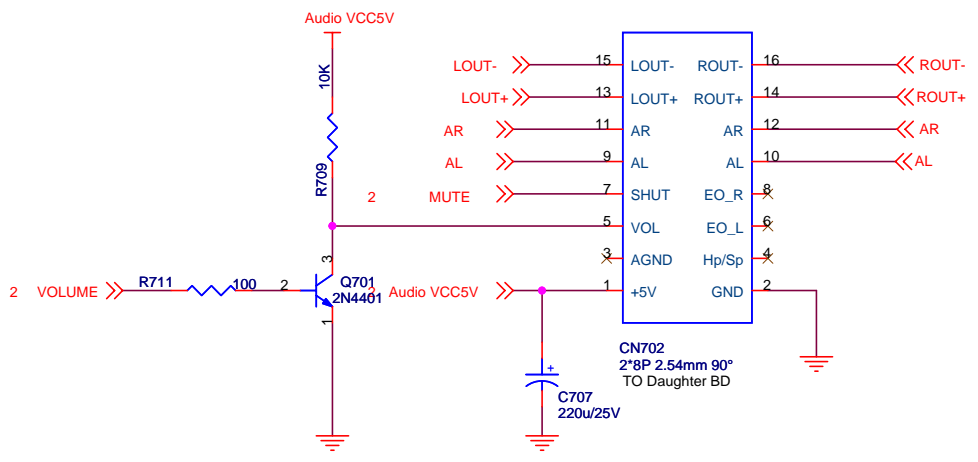 Audio VCC5V
10K
R709
LOUT-
15
LOUT-
ROUT-
16
ROUT-
LOUT+
13
LOUT+
ROUT+
14
ROUT+
AR
11
AR
AR
12
AR
AL
9
AL
AL
10
AL
2
MUTE
7
SHUT
EO_R
8
5
VOL
EO_L
6
3
AGND
Hp/Sp
4
2
VOLUME
R711
100
2
3
Q701
2N4401
1
2
Audio VCC5V
1
+5V
GND
2
CN702
2*8P 2.54mm 90°
TO Daughter BD
+
C707
220u/25V